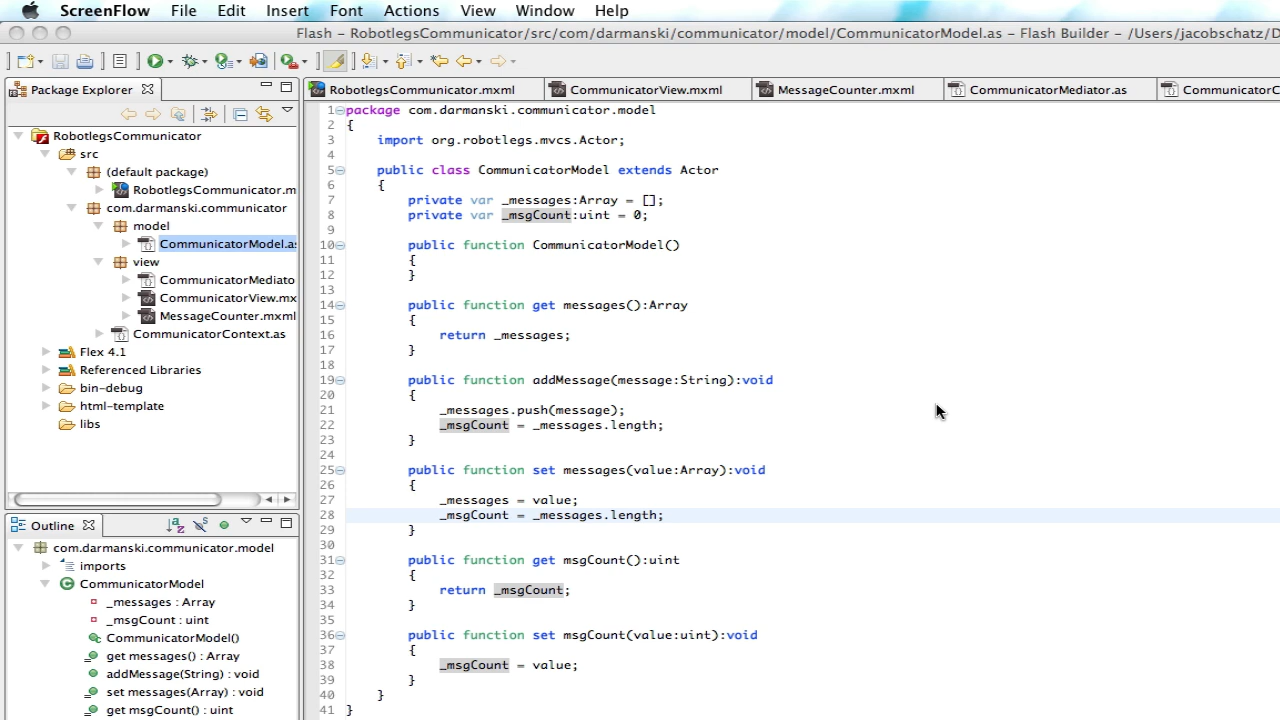 ScreenFlow File Edit Insert Font Actions View Window Help
Flash – RobotlegsCommunicator/src/com/darmanski/communicator/model/CommunicatorModel.as – Flash Builder – /Users/jacobschatz/D
Package Explorer
RobotlegsCommunicator
src
(default package)
RobotlegsCommunicator.m
com.darmanski.communicator
model
CommunicatorModel.as
view
CommunicatorMediato
CommunicatorView.mx
MessageCounter.mxml
CommunicatorContext.as
Flex 4.1
Referenced Libraries
bin-debug
html-template
libs
Outline
com.darmanski.communicator.model
imports
CommunicatorModel
_messages : Array
_msgCount : uint
CommunicatorModel()
get messages() : Array
addMessage(String) : void
set messages(Array) : void
get msgCount() : uint
RobotlegsCommunicator.mxml CommunicatorView.mxml MessageCounter.mxml CommunicatorMediator.as CommunicatorC
1 package com.darmanski.communicator.model
2 {
3 import org.robotlegs.mvcs.Actor;
4
5 public class CommunicatorModel extends Actor
6 {
7 private var _messages:Array = [];
8 private var _msgCount:uint = 0;
9
10 public function CommunicatorModel()
11 {
12 }
13
14 public function get messages():Array
15 {
16 return _messages;
17 }
18
19 public function addMessage(message:String):void
20 {
21 _messages.push(message);
22 _msgCount = _messages.length;
23 }
24
25 public function set messages(value:Array):void
26 {
27 _messages = value;
28 _msgCount = _messages.length;
29 }
30
31 public function get msgCount():uint
32 {
33 return _msgCount;
34 }
35
36 public function set msgCount(value:uint):void
37 {
38 _msgCount = value;
39 }
40 }
41 }